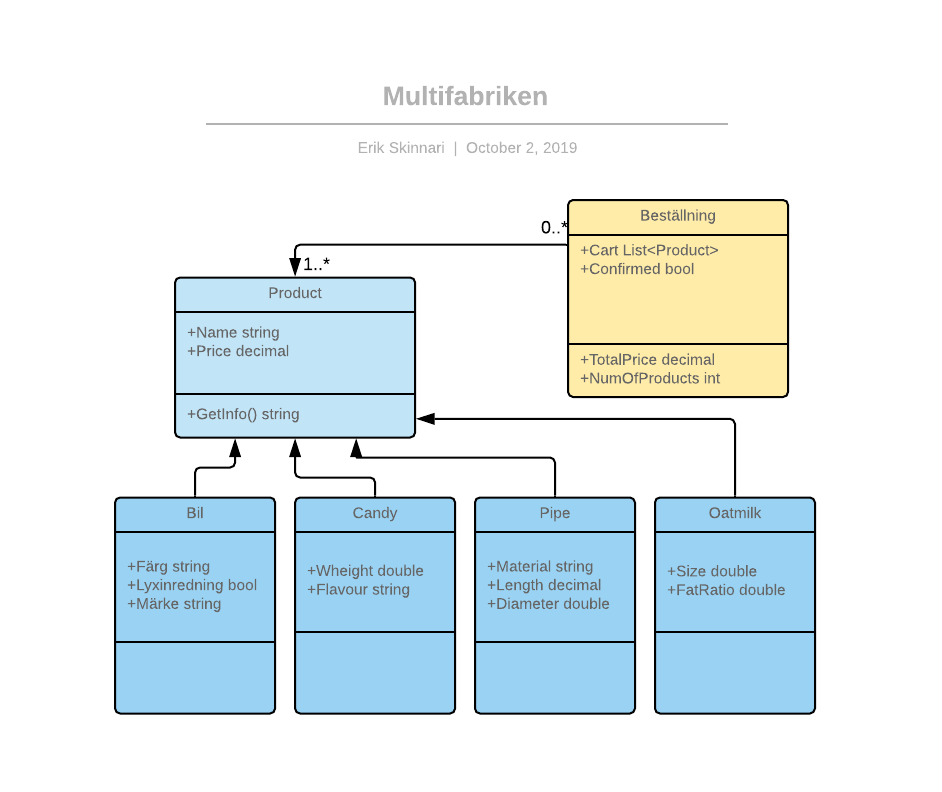 Multifabriken
Erik Skinnari | October 2, 2019
0..*
1..*
Beställning
+Cart List<Product>
+Confirmed bool
+TotalPrice decimal
+NumOfProducts int
Product
+Name string
+Price decimal
+GetInfo() string
Bil
+Färg string
+Lyxinredning bool
+Märke string
Candy
+Wheight double
+Flavour string
Pipe
+Material string
+Length decimal
+Diameter double
Oatmilk
+Size double
+FatRatio double